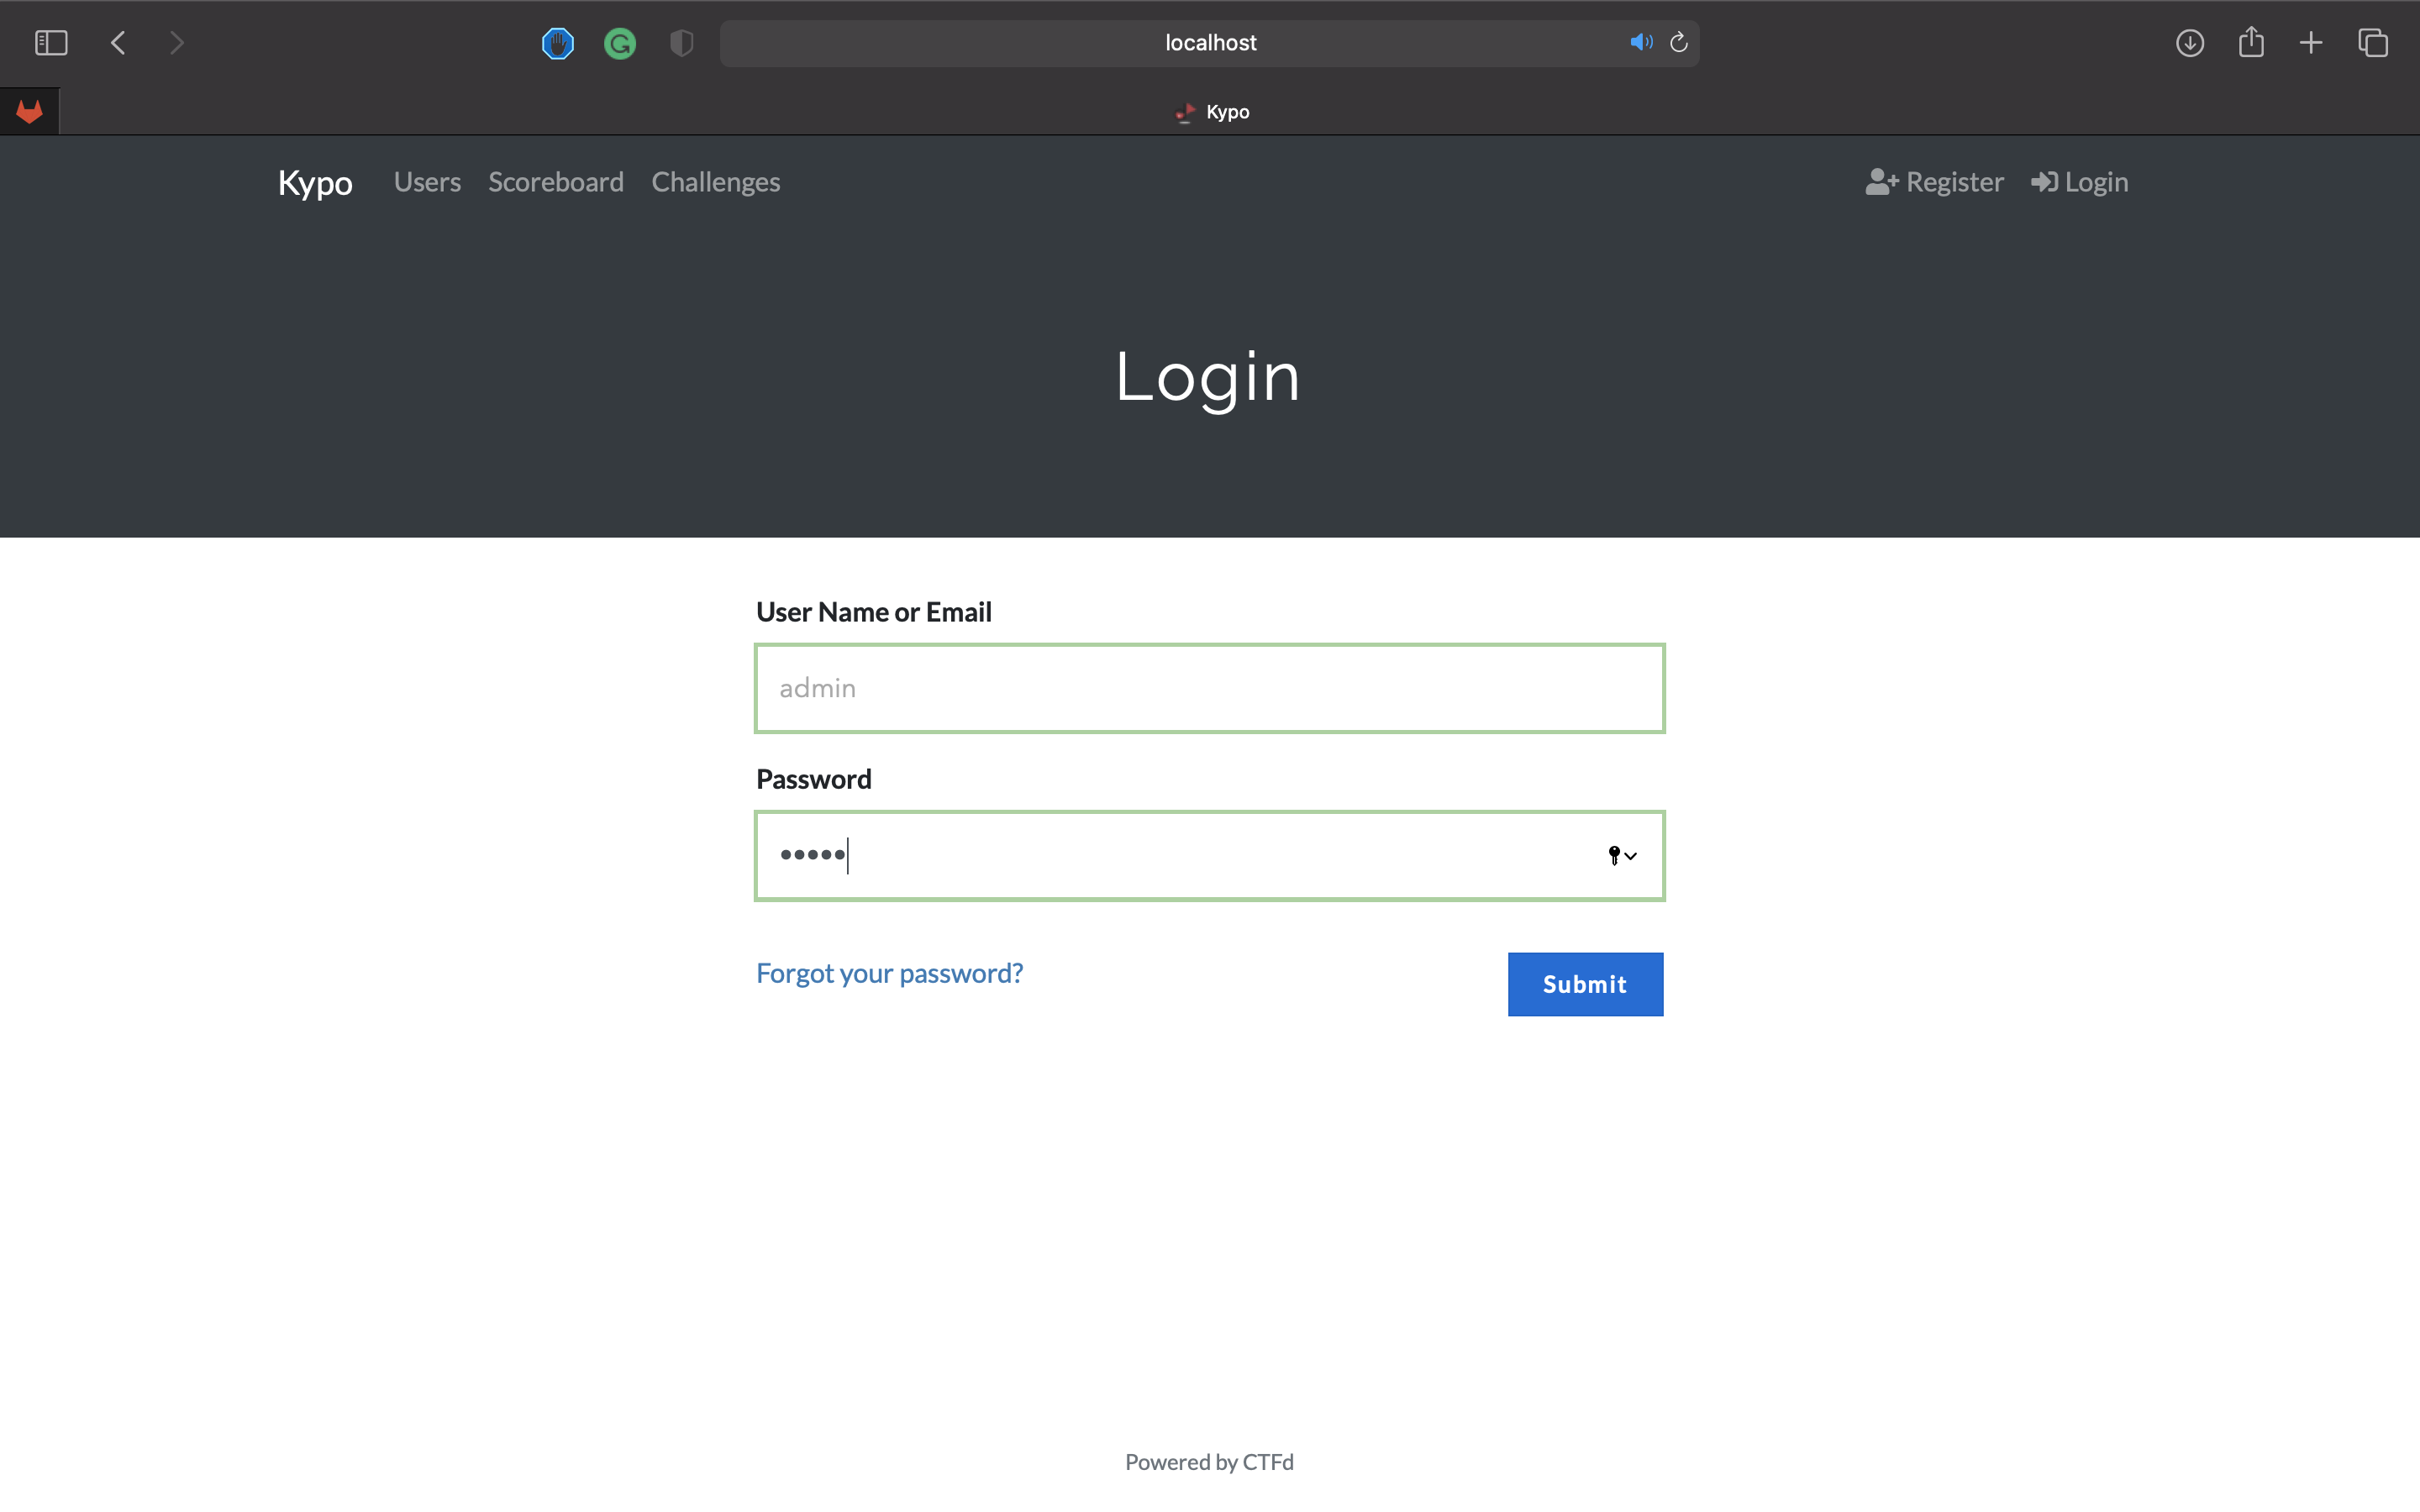 localhost
Kypo
Kypo Users Scoreboard Challenges Register Login
Login
User Name or Email
admin
Password
•••••
Forgot your password? Submit
Powered by CTFd